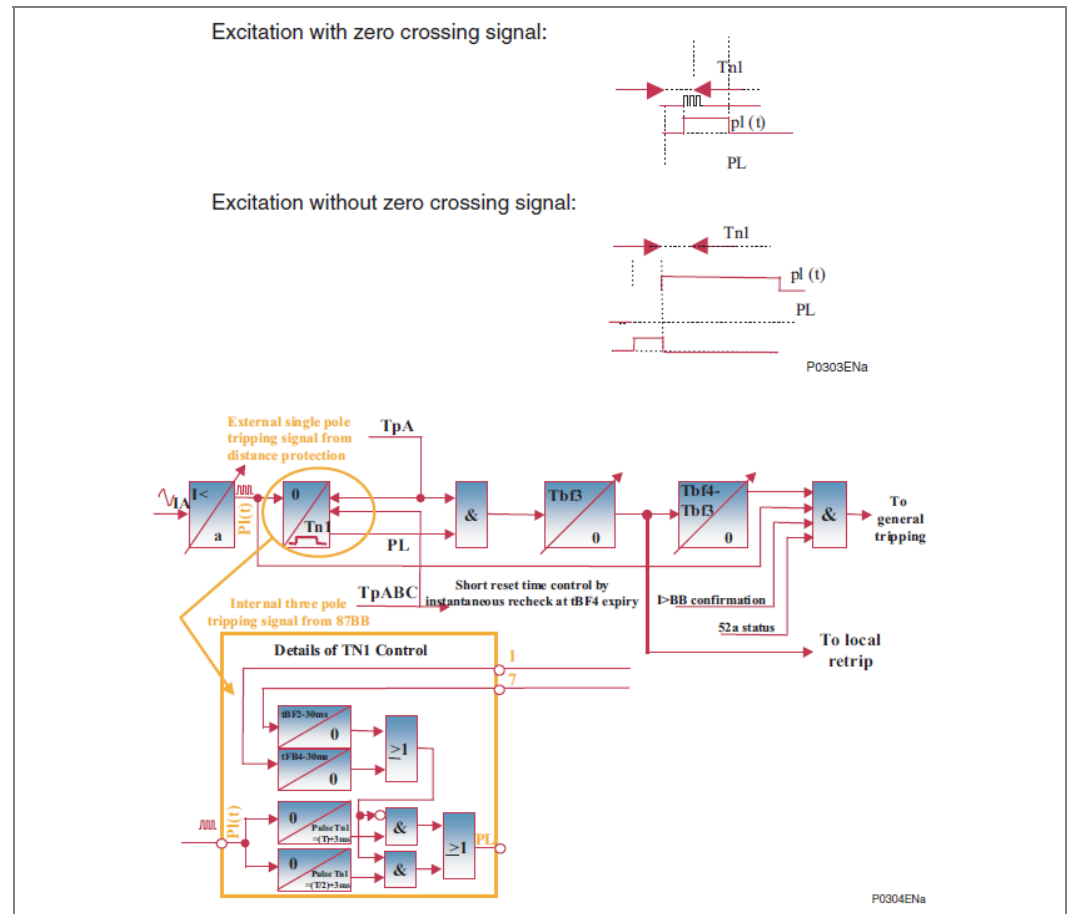 Excitation with zero crossing signal:
Tn1
pl (t)
PL
Excitation without zero crossing signal:
Tn1
pl (t)
PL
P0303ENa
External single pole
tripping signal from
distance protection
TpA
IA
I<
a
Pl(t)
0
Tn1
PL
&
Tbf3
0
Tbf4-
Tbf3
0
&
To
general
tripping
TpABC
Short reset time control by
instantaneous recheck at tBF4 expiry
I>BB confirmation
52a status
Internal three pole
tripping signal from 87BB
To local
retrip
Details of TN1 Control
1
7
tBF2-30ms
0
tFB4-30ms
0
>1
Pl(t)
0
Pulse Tn1
=(T)+3ms
&
0
Pulse Tn1
=(T/2)+3ms
&
>1
PL
P0304ENa